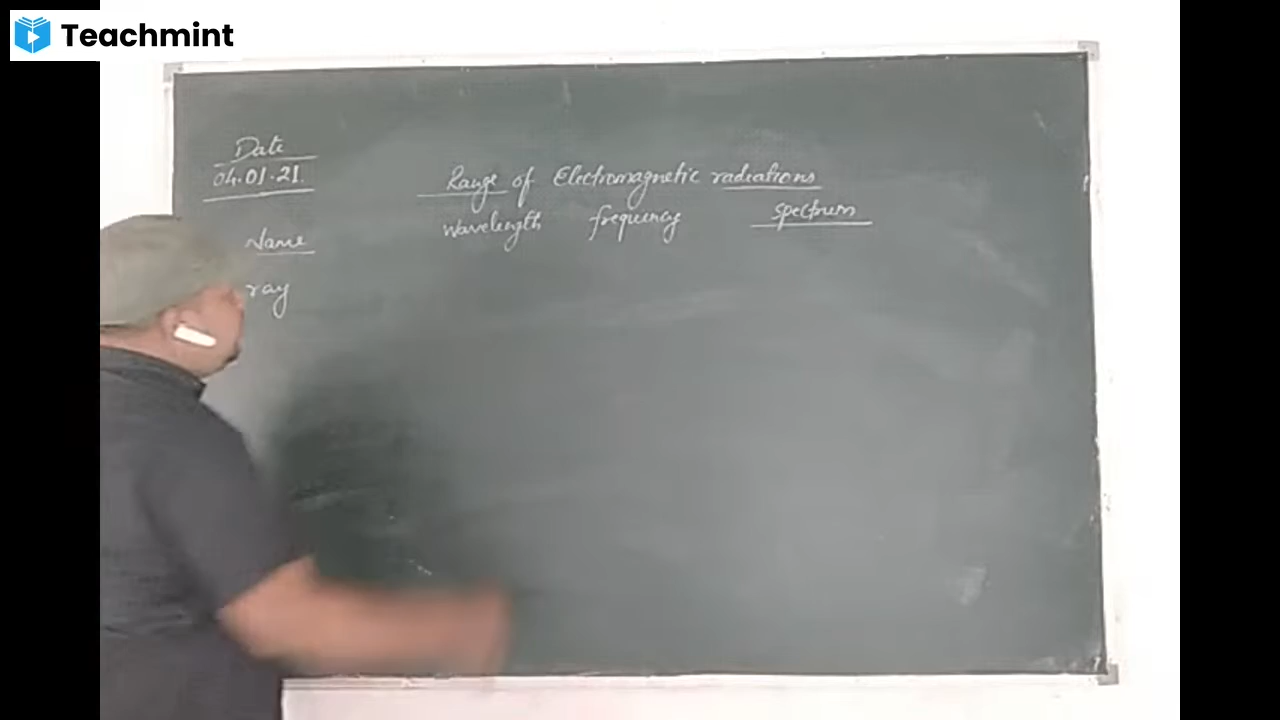 Teachmint
Date
04.01.21.
Range of Electromagnetic radiations
Name
Wavelength frequency spectrum
ray